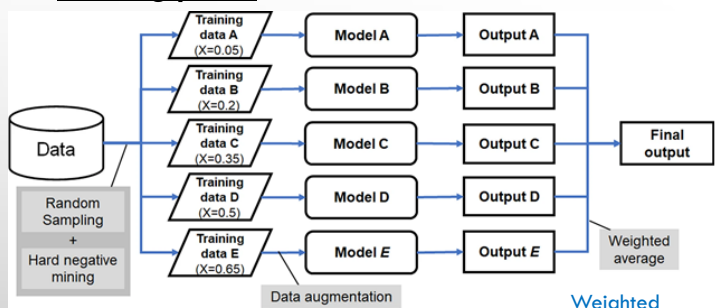 Training
data A
(X=0.05)
Model A
Output A
Training
data B
(X=0.2)
Model B
Output B
Data
Training
data C
(X=0.35)
Model C
Output C
Final
output
Random
Sampling
+
Hard negative
mining
Training
data D
(X=0.5)
Model D
Output D
Training
data E
(X=0.65)
Model E
Output E
Weighted
average
Data augmentation
Weighted